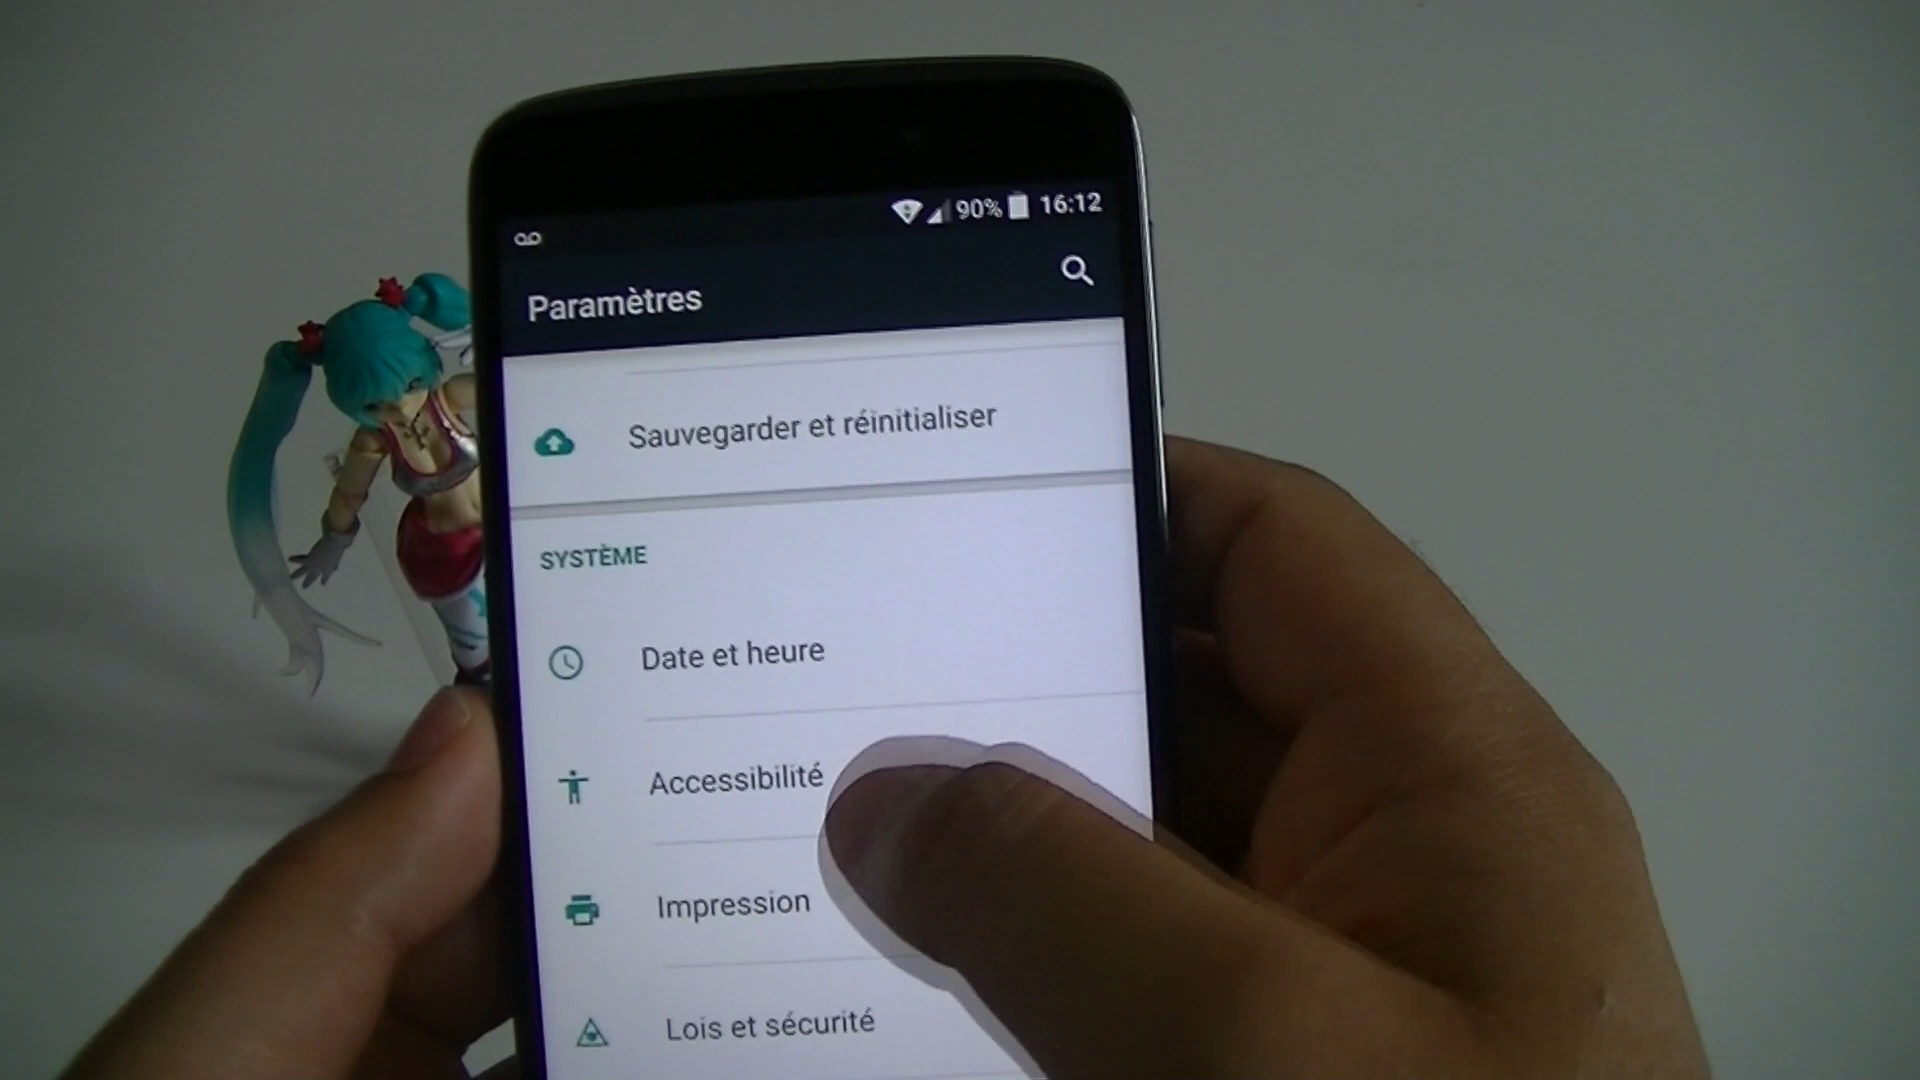 90% 16:12
Paramètres
Sauvegarder et réinitialiser
SYSTÈME
Date et heure
Accessibilité
Impression
Lois et sécurité